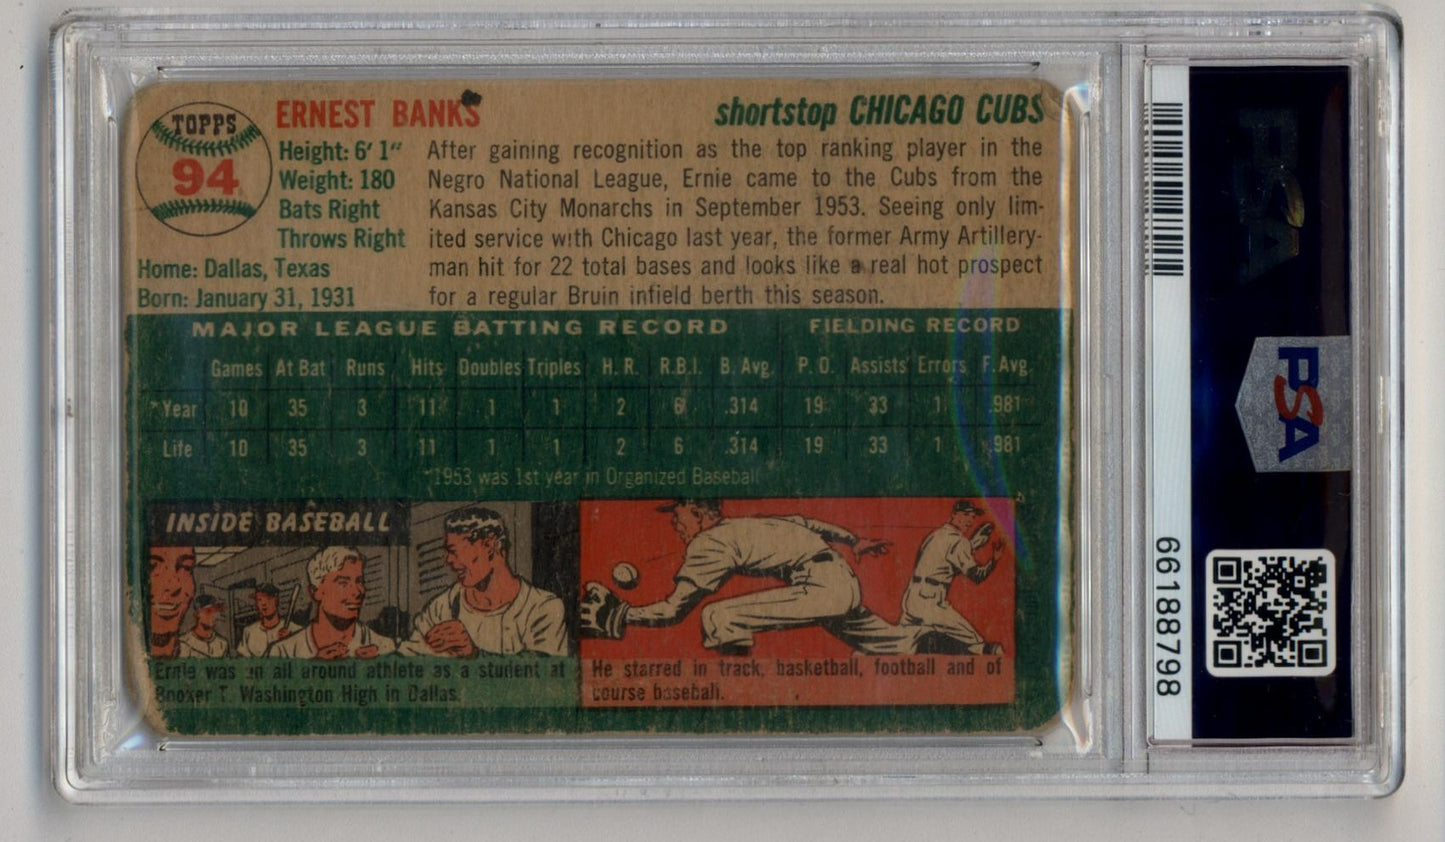 TOPPS
94
ERNEST BANKS
shortstop CHICAGO CUBS
Height: 6' 1"
Weight: 180
Bats Right
Throws Right
Home: Dallas, Texas
Born: January 31, 1931
After gaining recognition as the top ranking player in the
Negro National League, Ernie came to the Cubs from the
Kansas City Monarchs in September 1953. Seeing only lim-
ited service with Chicago last year, the former Army Artillery-
man hit for 22 total bases and looks like a real hot prospect
for a regular Bruin infield berth this season.
MAJOR LEAGUE BATTING RECORD FIELDING RECORD
Games At Bat Runs Hits Doubles Triples H. R. R.B.I. B. Avg. P. O. Assists Errors F. Avg.
*Year 10 35 3 11 1 1 2 6 .314 19 33 1 .981
Life 10 35 3 11 1 1 2 6 .314 19 33 1 .981
*1953 was 1st year in Organized Baseball
INSIDE BASEBALL
Ernie was an all around athlete as a student at
Booker T. Washington High in Dallas.
He starred in track, basketball, football and of
course baseball.
PSA
PSA
66188798